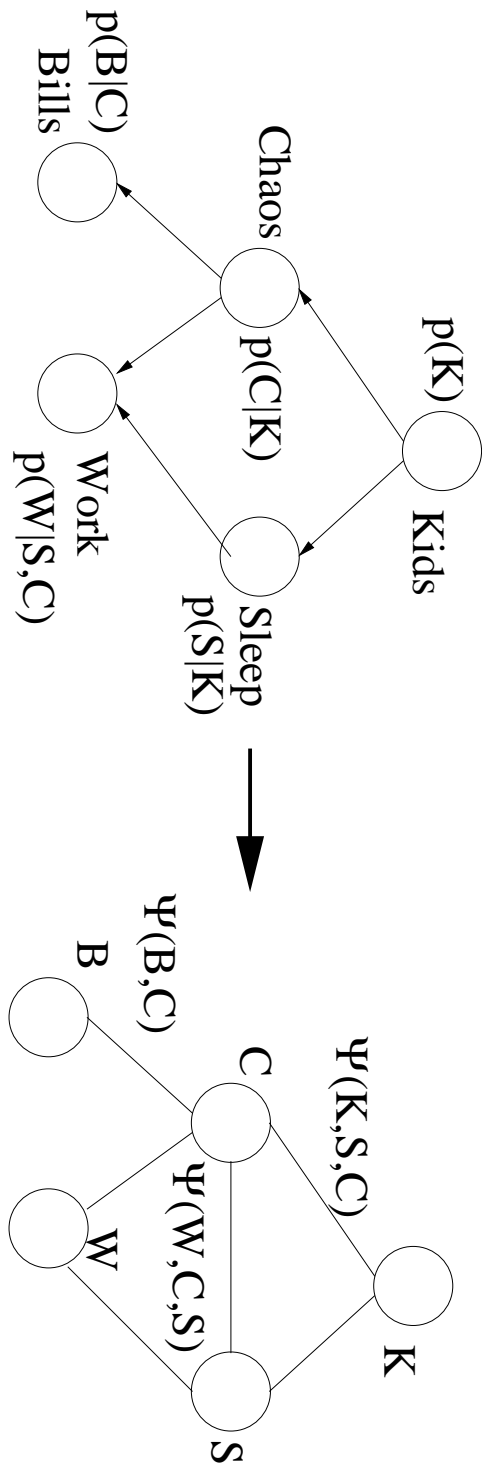 p(K)
Kids
Chaos
p(C|K)
Sleep
p(S|K)
p(B|C)
Bills
Work
p(W|S,C)
Ψ(K,S,C)
K
C
Ψ(W,C,S)
S
Ψ(B,C)
B
W